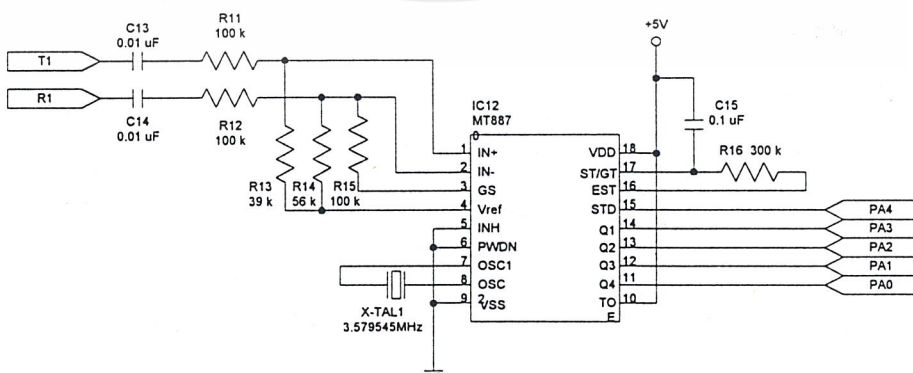 C13
0.01 uF
R11
100 k
T1
R1
C14
0.01 uF
R12
100 k
R13
39 k
R14
56 k
R15
100 k
IC12
MT887
0
1 IN+
2 IN-
3 GS
4 Vref
5 INH
6 PWDN
7 OSC1
8 OSC
2
9 VSS
VDD 18
ST/GT 17
EST 16
STD 15
Q1 14
Q2 13
Q3 12
Q4 11
TO 10
E
X-TAL1
3.579545MHz
+5V
C15
0.1 uF
R16 300 k
PA4
PA3
PA2
PA1
PA0